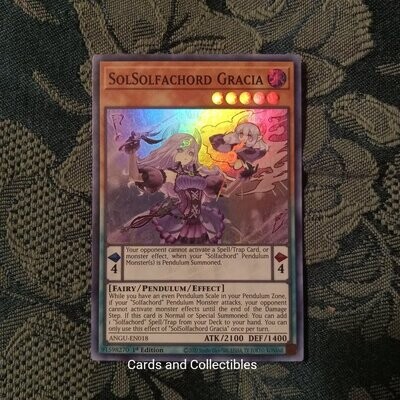 SolSolfachord Gracia
Your opponent cannot activate a Spell/Trap Card, or
monster effect, when your "Solfachord" Pendulum
Monster(s) is Pendulum Summoned.
4
4
[Fairy/Pendulum/Effect]
While you have an even Pendulum Scale in your Pendulum Zone,
if your "Solfachord" Pendulum Monster attacks, your opponent
cannot activate monster effects until the end of the Damage
Step. If this card is Normal or Special Summoned: You can add
1 "Solfachord" Spell/Trap from your Deck to your hand. You can
only use this effect of "SolSolfachord Gracia" once per turn.
ANGU-EN018
ATK/2100 DEF/1400
1st Edition
Cards and Collectibles